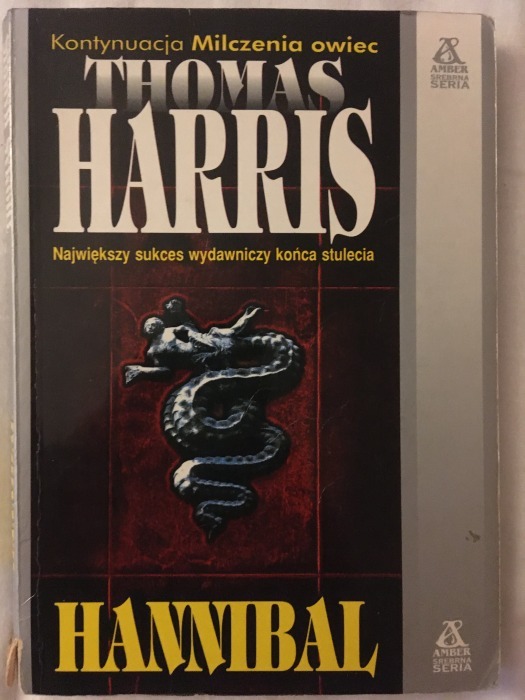 Kontynuacja Milczenia owiec
THOMAS
HARRIS
Największy sukces wydawniczy końca stulecia
HANNIBAL
AMBER
SREBRNA
SERIA
AMBER
SREBRNA
SERIA